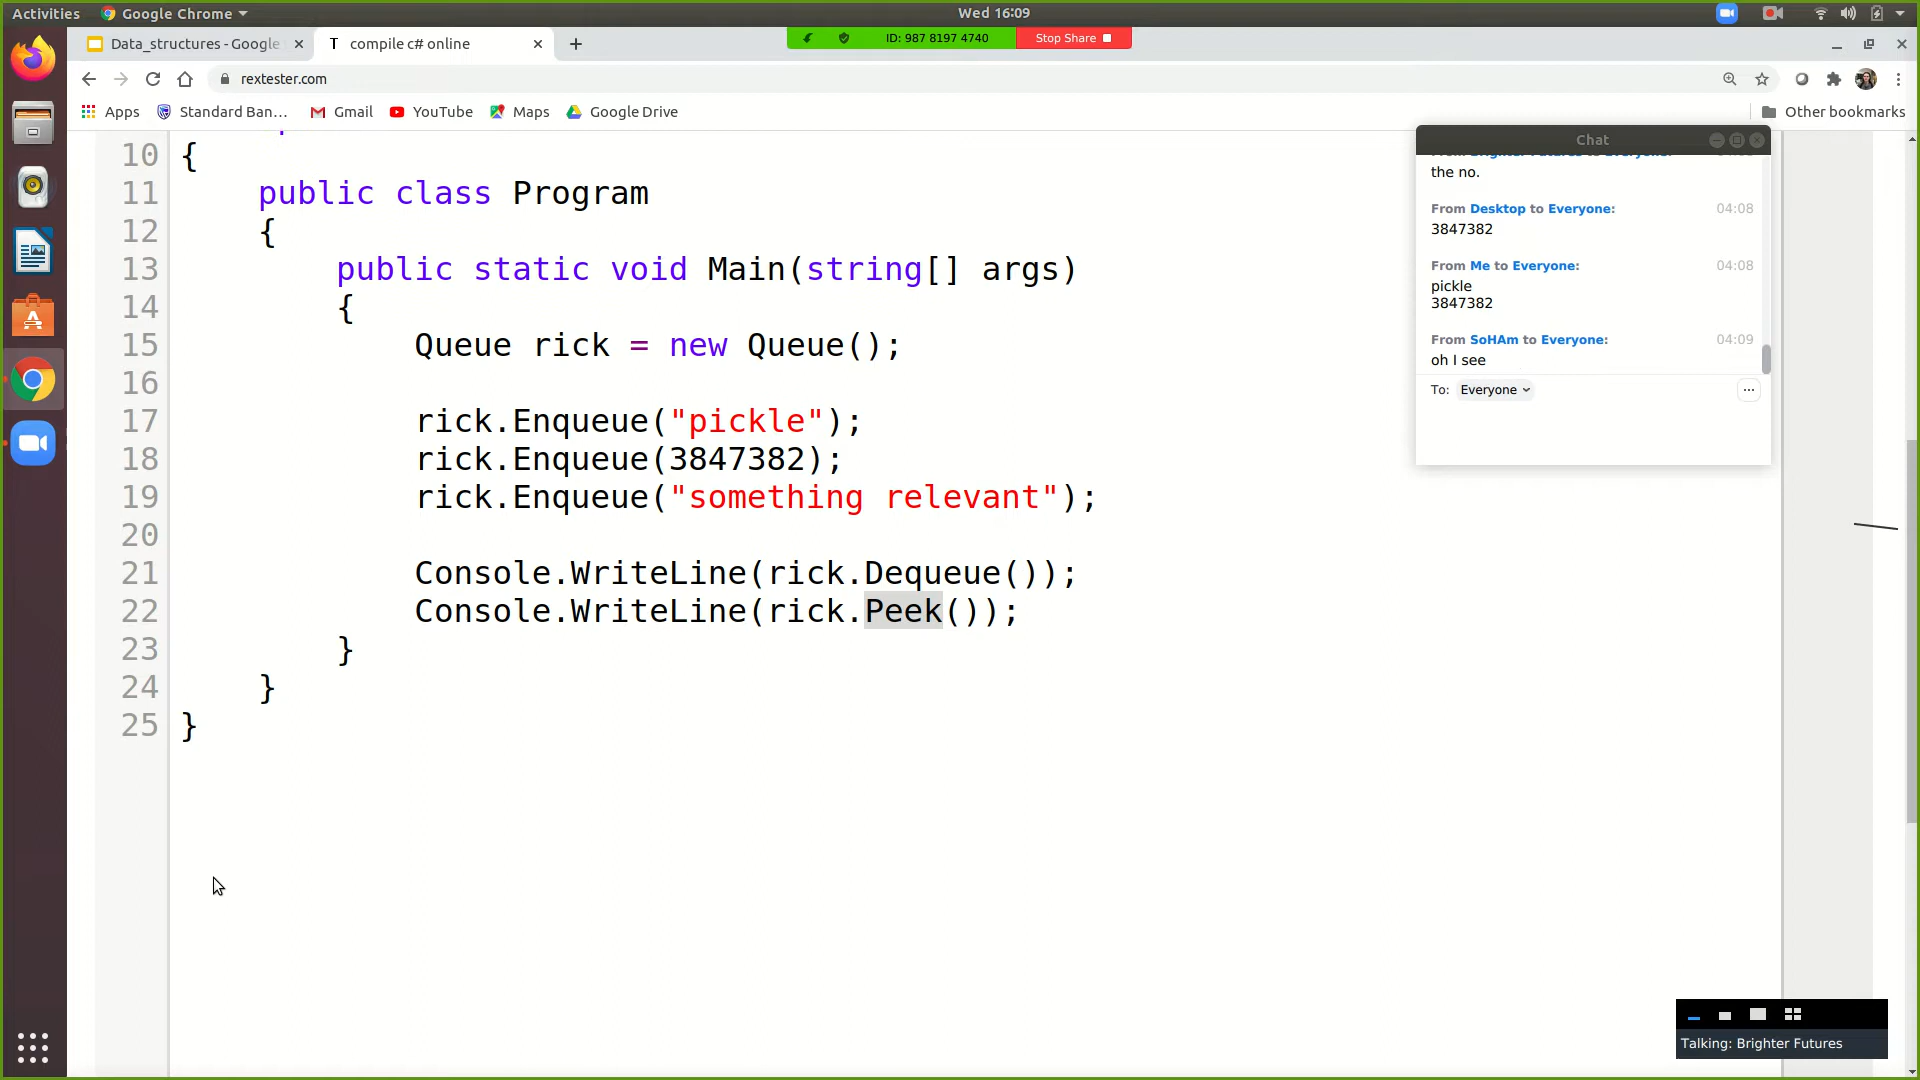 Activities
Google Chrome
Wed 16:09
Data_structures - Google
T compile c# online
ID: 987 8197 4740
Stop Share
rextester.com
Apps
Standard Ban...
Gmail
YouTube
Maps
Google Drive
Other bookmarks
10 {
11 public class Program
12 {
13 public static void Main(string[] args)
14 {
15 Queue rick = new Queue();
16
17 rick.Enqueue("pickle");
18 rick.Enqueue(3847382);
19 rick.Enqueue("something relevant");
20
21 Console.WriteLine(rick.Dequeue());
22 Console.WriteLine(rick.Peek());
23 }
24 }
25 }
Chat
the no.
From Desktop to Everyone: 04:08
3847382
From Me to Everyone: 04:08
pickle
3847382
From SoHAm to Everyone: 04:09
oh I see
To: Everyone
Talking: Brighter Futures